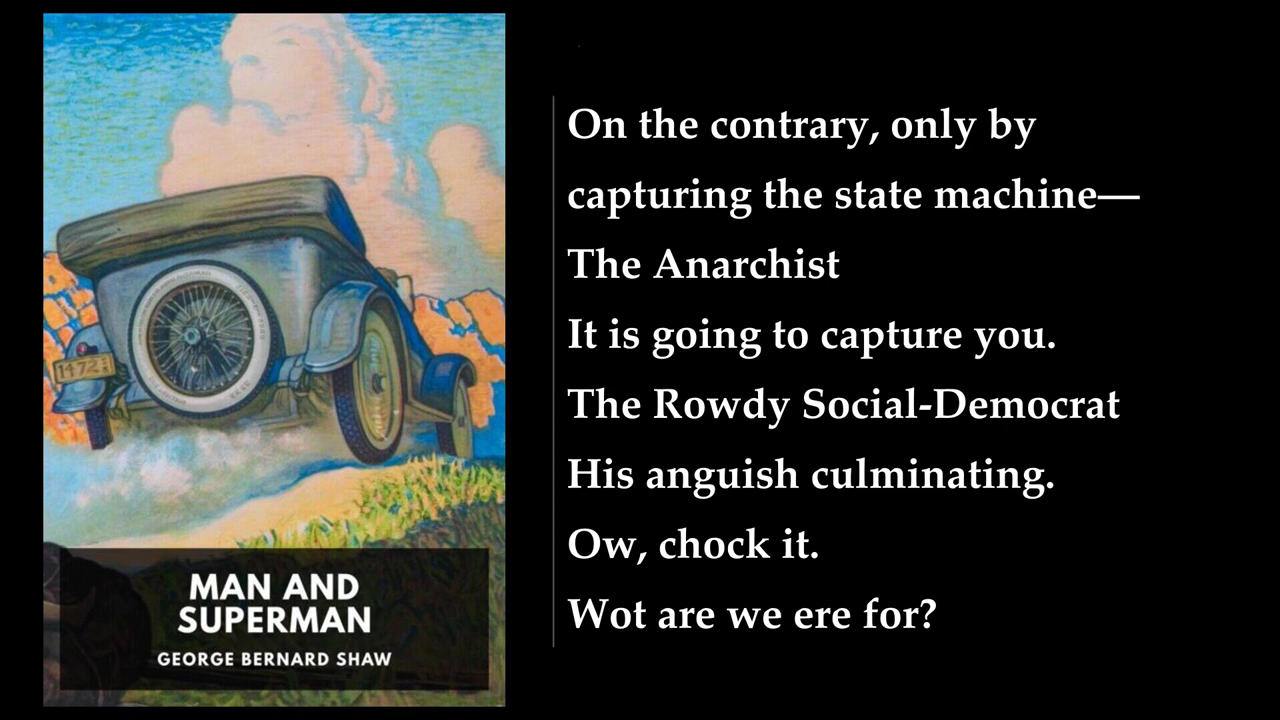 On the contrary, only by
capturing the state machine—
The Anarchist
It is going to capture you.
The Rowdy Social-Democrat
His anguish culminating.
Ow, chock it.
Wot are we ere for?
1472
MAN AND
SUPERMAN
GEORGE BERNARD SHAW